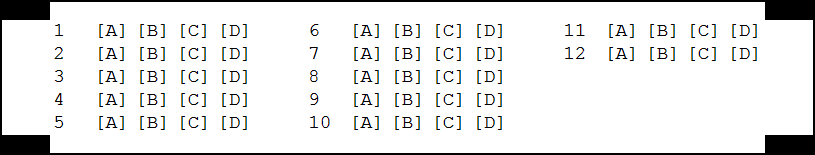 1 [A] [B] [C] [D] 6 [A] [B] [C] [D] 11 [A] [B] [C] [D]
2 [A] [B] [C] [D] 7 [A] [B] [C] [D] 12 [A] [B] [C] [D]
3 [A] [B] [C] [D] 8 [A] [B] [C] [D]
4 [A] [B] [C] [D] 9 [A] [B] [C] [D]
5 [A] [B] [C] [D] 10 [A] [B] [C] [D]